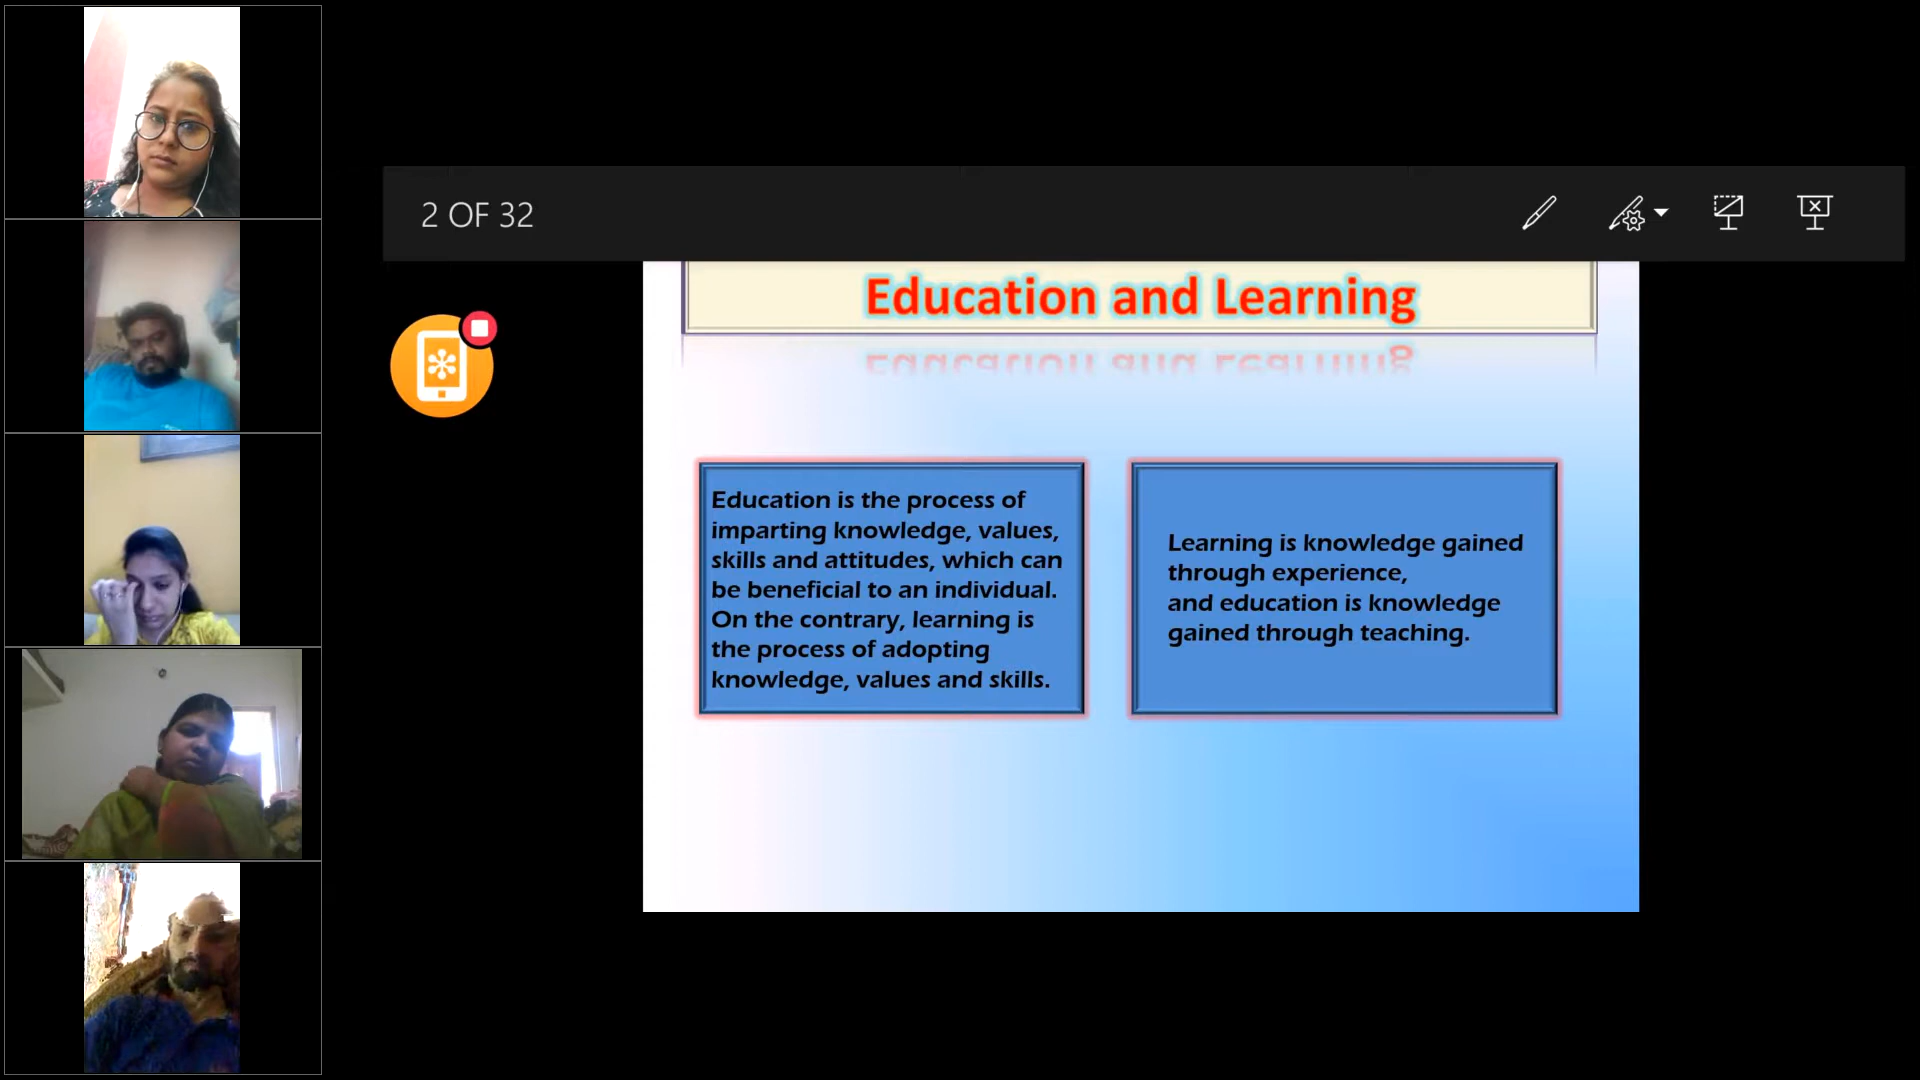 2 OF 32
Education and Learning
Education is the process of
imparting knowledge, values,
skills and attitudes, which can
be beneficial to an individual.
On the contrary, learning is
the process of adopting
knowledge, values and skills.
Learning is knowledge gained
through experience,
and education is knowledge
gained through teaching.